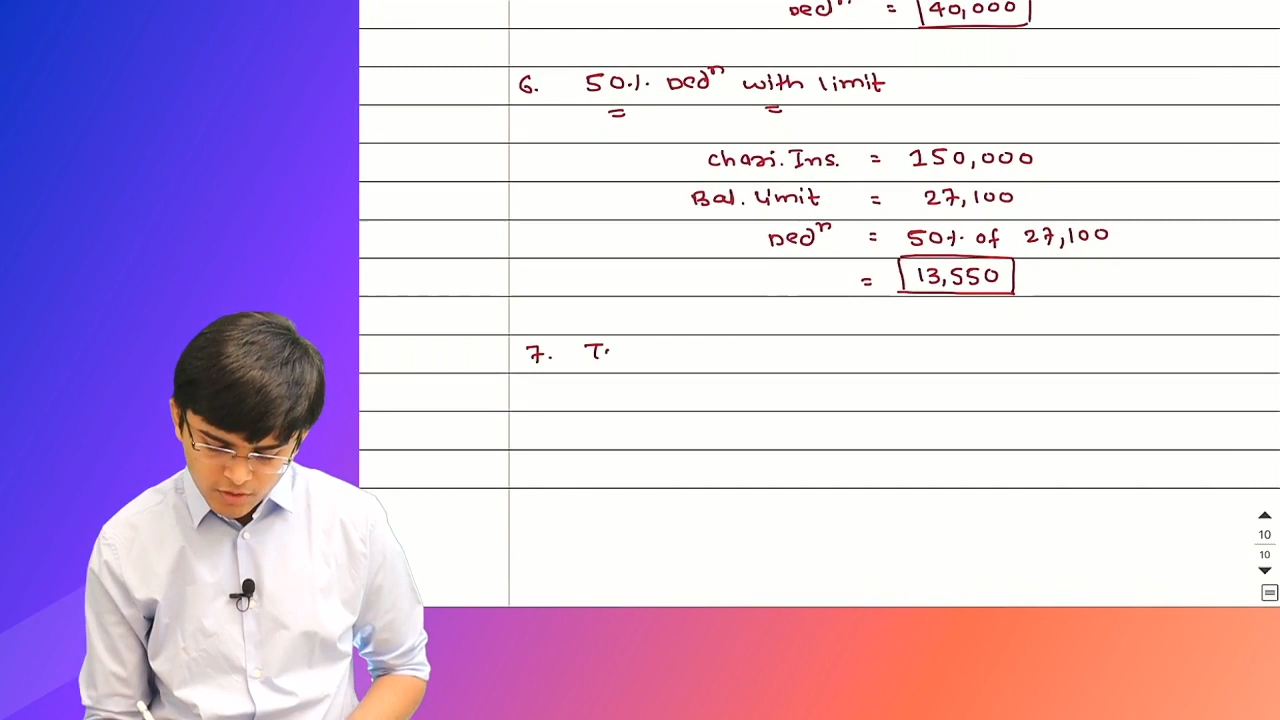 Dedⁿ = 40,000
6. 50% Dedⁿ with limit
Chari. Ins. = 150,000
Bal. Limit = 27,100
Dedⁿ = 50% of 27,100
= 13,550
7. T.
10
10